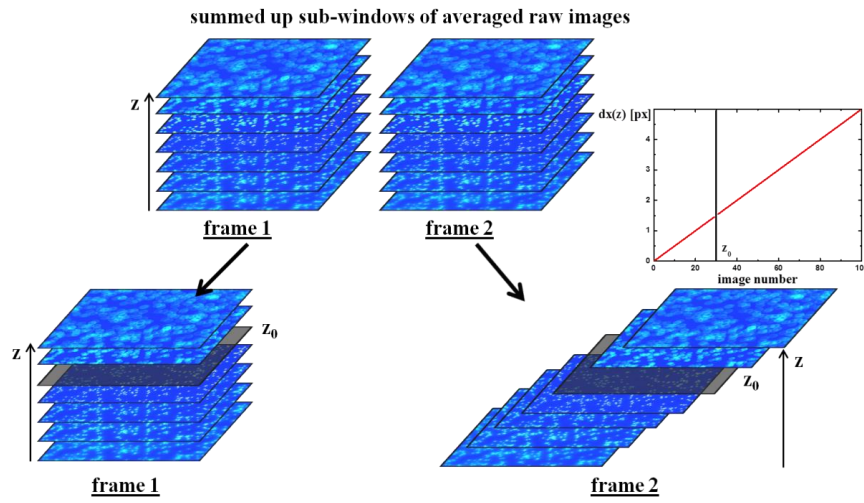 summed up sub-windows of averaged raw images
z
frame 1
frame 2
dx(z) [px]
4
3
2
1
0
0
20
40
60
80
10
z0
image number
z
z0
frame 1
z
z0
frame 2